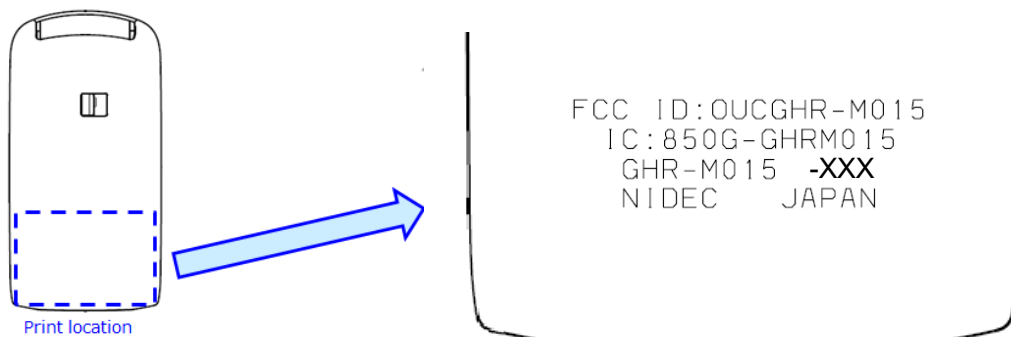 Print location
FCC ID:OUCGHR-M015
IC:850G-GHRM015
GHR-M015 -XXX
NIDEC JAPAN